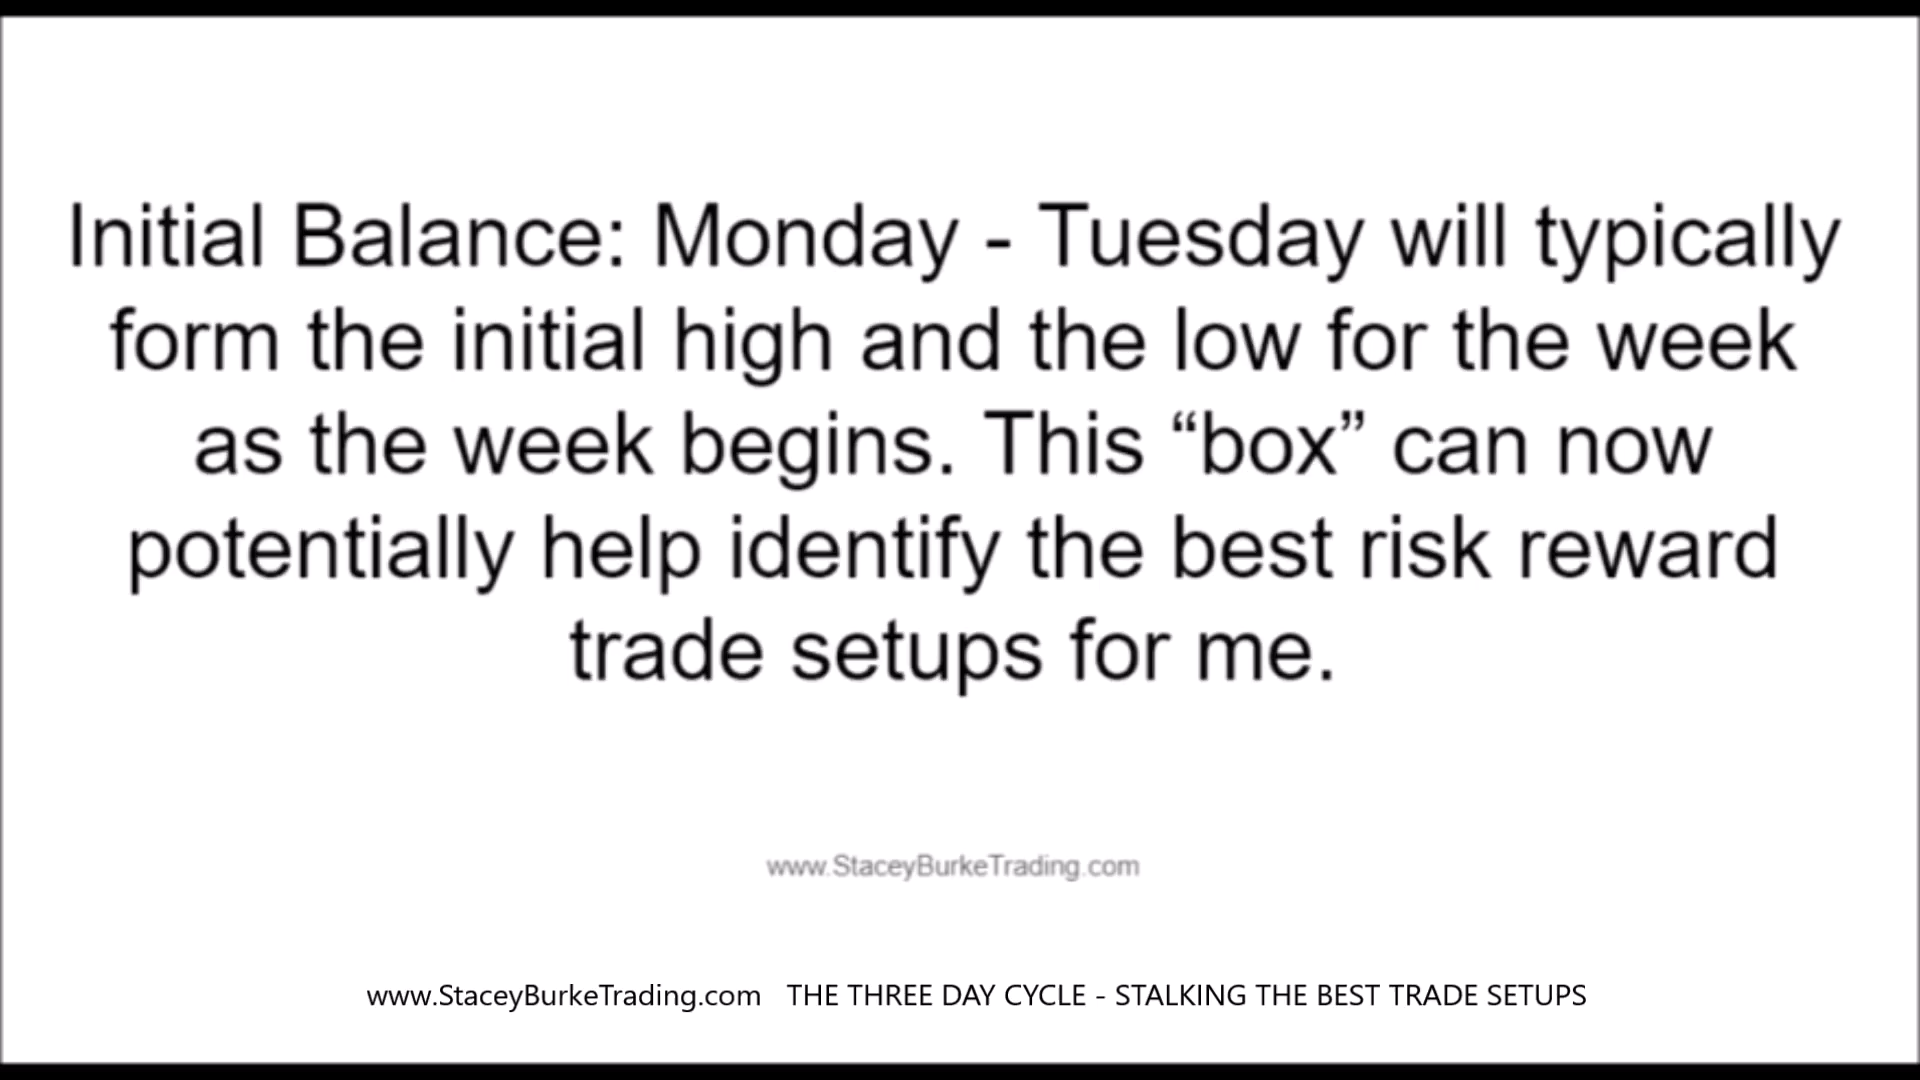 Initial Balance: Monday - Tuesday will typically
form the initial high and the low for the week
as the week begins. This “box” can now
potentially help identify the best risk reward
trade setups for me.
www.StaceyBurkeTrading.com
www.StaceyBurkeTrading.com THE THREE DAY CYCLE - STALKING THE BEST TRADE SETUPS